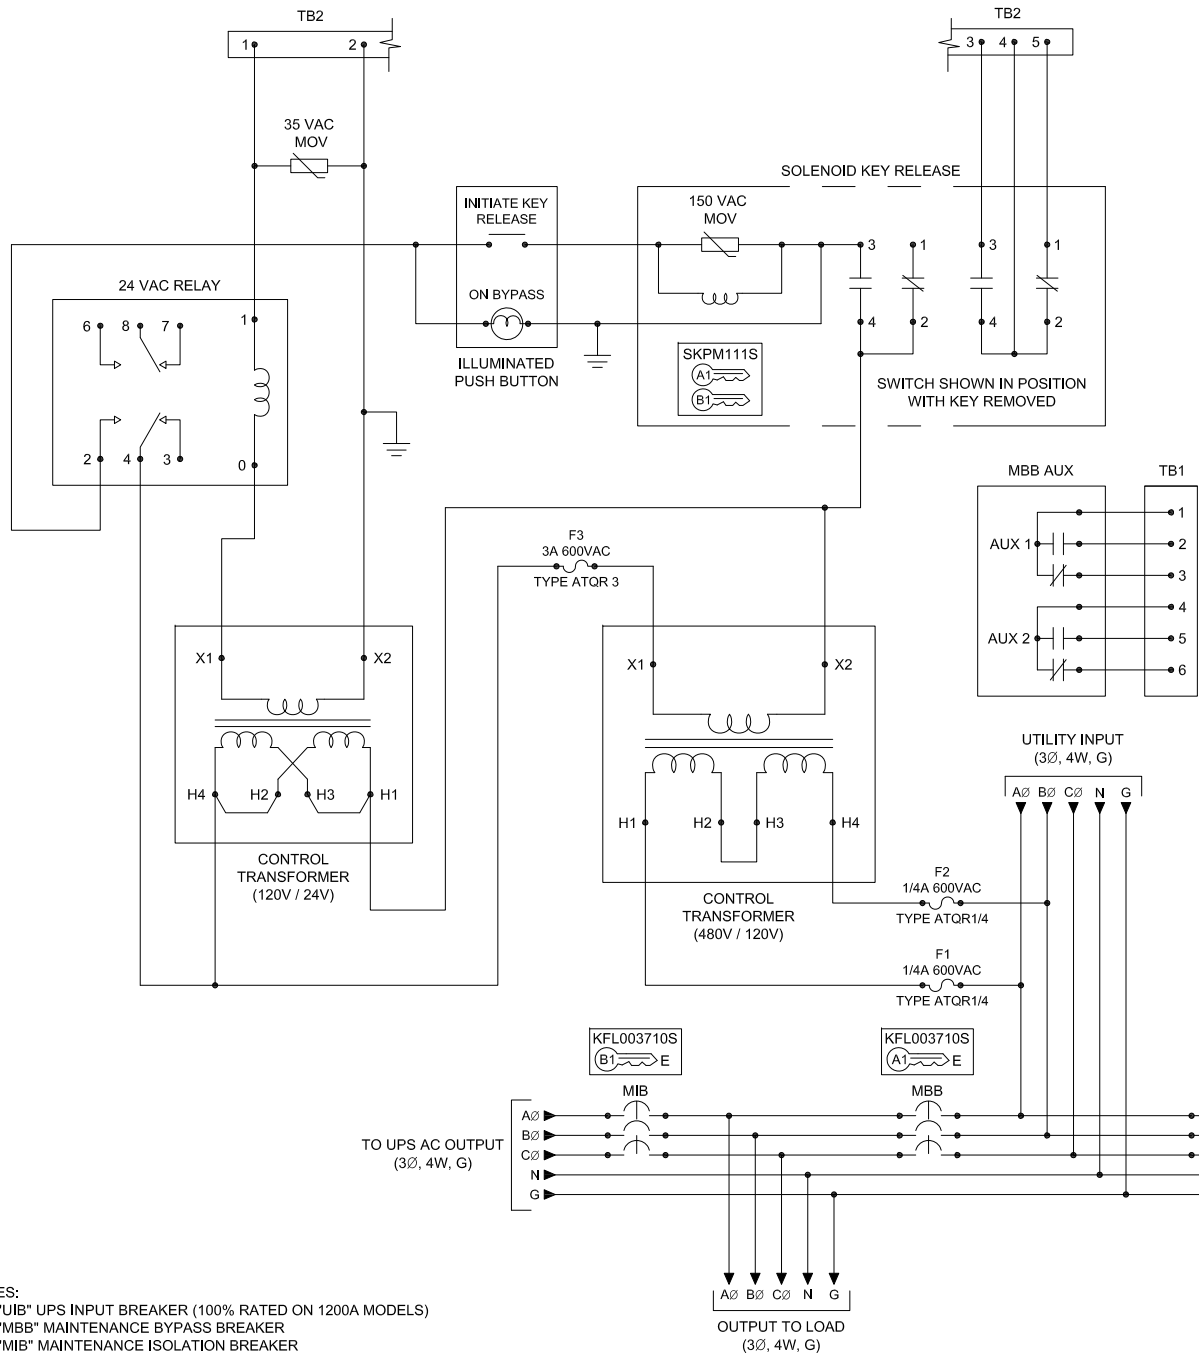 TB2
1 2
TB2
3 4 5
35 VAC
MOV
SOLENOID KEY RELEASE
INITIATE KEY
RELEASE
150 VAC
MOV
3 1 3 1
24 VAC RELAY
ON BYPASS
6 8 7 1
4 2 4 2
ILLUMINATED
PUSH BUTTON
SKPM111S
A1
B1
SWITCH SHOWN IN POSITION
WITH KEY REMOVED
2 4 3 0
MBB AUX
TB1
1
AUX 1
2
3
4
AUX 2
5
6
F3
3A 600VAC
TYPE ATQR 3
X1 X2
X1 X2
H4 H2 H3 H1
H1 H2 H3 H4
CONTROL
TRANSFORMER
(120V / 24V)
CONTROL
TRANSFORMER
(480V / 120V)
UTILITY INPUT
(3Ø, 4W, G)
AØ BØ CØ N G
F2
1/4A 600VAC
TYPE ATQR1/4
F1
1/4A 600VAC
TYPE ATQR1/4
KFL003710S
B1 E
KFL003710S
A1 E
MIB
MBB
TO UPS AC OUTPUT
(3Ø, 4W, G)
AØ
BØ
CØ
N
G
AØ BØ CØ N G
OUTPUT TO LOAD
(3Ø, 4W, G)
ES:
"UIB" UPS INPUT BREAKER (100% RATED ON 1200A MODELS)
"MBB" MAINTENANCE BYPASS BREAKER
"MIB" MAINTENANCE ISOLATION BREAKER